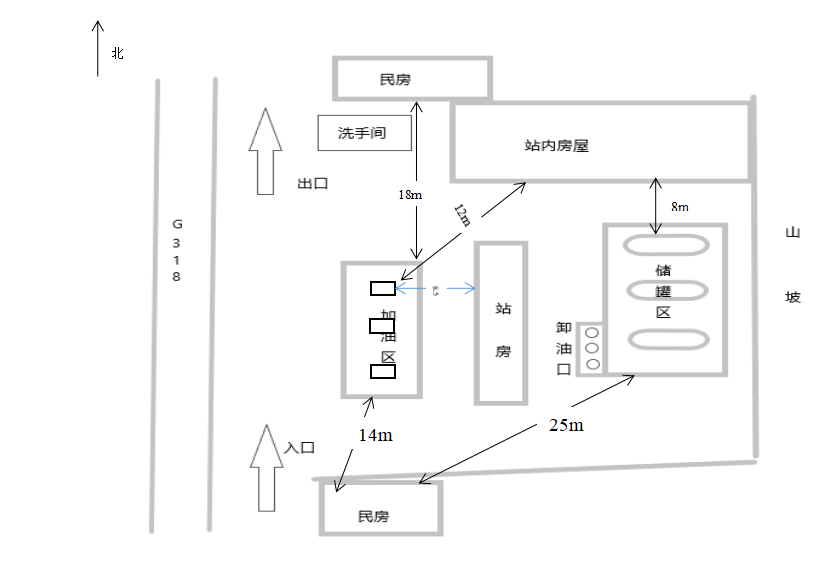 北
民房
洗手间
站内房屋
出口
18m
12m
8m
G
3
1
8
山
坡
储
罐
区
加
油
区
站
房
卸
油
口
入口
14m
25m
民房